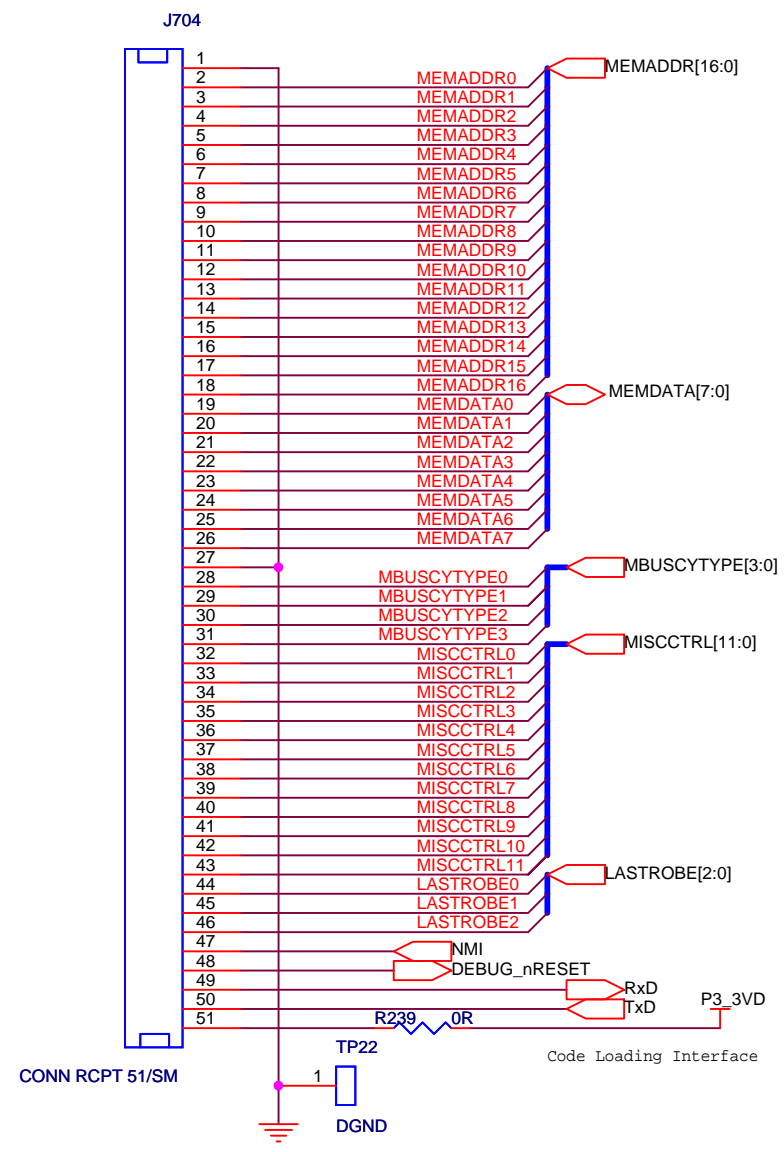 J704
1
MEMADDR[16:0]
2 MEMADDR0
3 MEMADDR1
4 MEMADDR2
5 MEMADDR3
6 MEMADDR4
7 MEMADDR5
8 MEMADDR6
9 MEMADDR7
10 MEMADDR8
11 MEMADDR9
12 MEMADDR10
13 MEMADDR11
14 MEMADDR12
15 MEMADDR13
16 MEMADDR14
17 MEMADDR15
18 MEMADDR16
MEMDATA[7:0]
19 MEMDATA0
20 MEMDATA1
21 MEMDATA2
22 MEMDATA3
23 MEMDATA4
24 MEMDATA5
25 MEMDATA6
26 MEMDATA7
27
MBUSCYTYPE[3:0]
28 MBUSCYTYPE0
29 MBUSCYTYPE1
30 MBUSCYTYPE2
31 MBUSCYTYPE3
MISCCTRL[11:0]
32 MISCCTRL0
33 MISCCTRL1
34 MISCCTRL2
35 MISCCTRL3
36 MISCCTRL4
37 MISCCTRL5
38 MISCCTRL6
39 MISCCTRL7
40 MISCCTRL8
41 MISCCTRL9
42 MISCCTRL10
43 MISCCTRL11
LASTROBE[2:0]
44 LASTROBE0
45 LASTROBE1
46 LASTROBE2
47 NMI
48 DEBUG_nRESET
49 RxD
50 TxD
P3_3VD
51 R239 0R
TP22
Code Loading Interface
CONN RCPT 51/SM
1
DGND